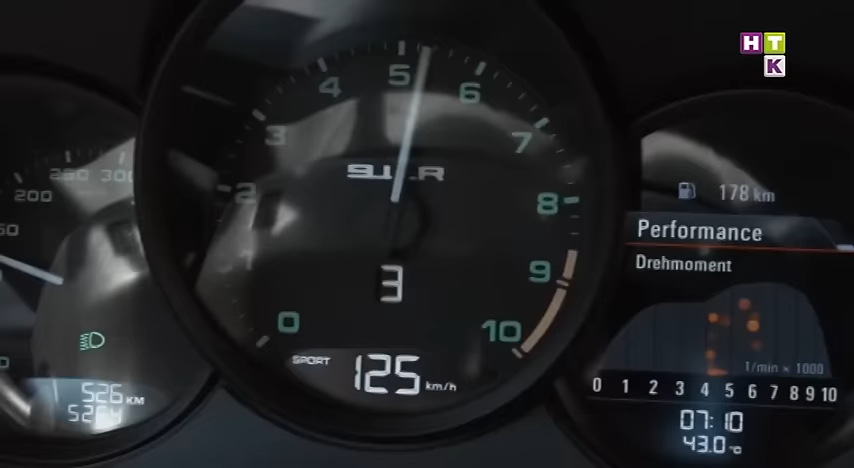 HT
K
200
250
300
526 KM
0
1
2
3
4
5
6
7
8
9
10
911 R
3
SPORT
125 km/h
178 km
Performance
Drehmoment
1/min × 1000
0 1 2 3 4 5 6 7 8 9 10
07:10
43.0 °C